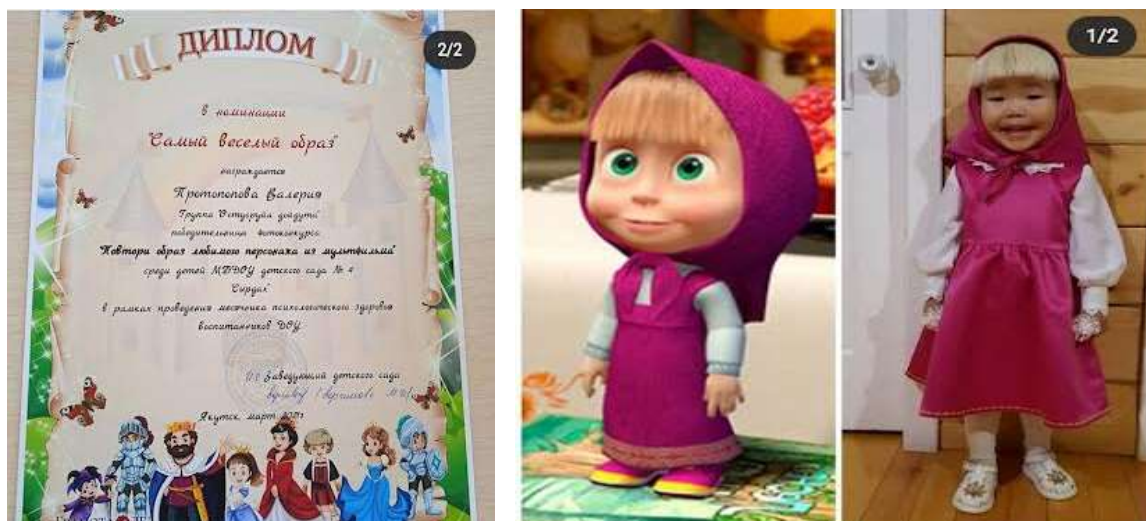 ДИПЛОМ
2/2
в номинации
"Самый веселый образ"
награждается
Протопопова Валерия
Группа
победительница фотоконкурса
"Повтори образ любимого персонажа из мультфильма"
среди детей МБДОУ детского сада № 4
в рамках проведения месячника психологического здоровья
воспитанников ДОУ
Заведующий детского сада
Якутск, март
1/2